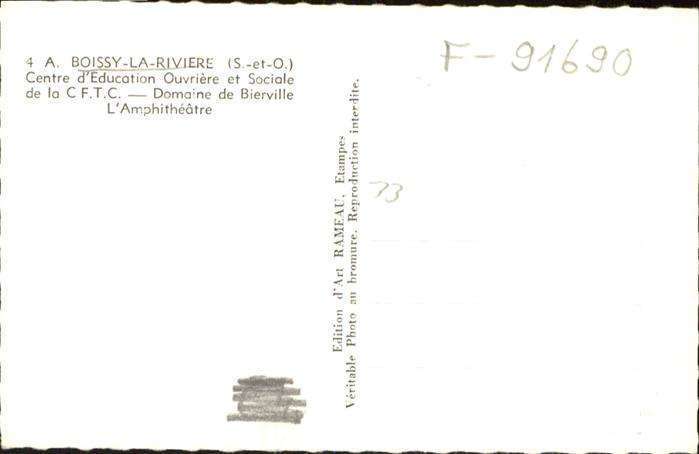 4 A. BOISSY-LA-RIVIERE (S.-et-O.)
Centre d'Education Ouvrière et Sociale
de la C F.T.C. — Domaine de Bierville
L'Amphithéâtre
F-91690
Edition d'Art RAMEAU, Etampes
Véritable Photo au bromure. Reproduction interdite.